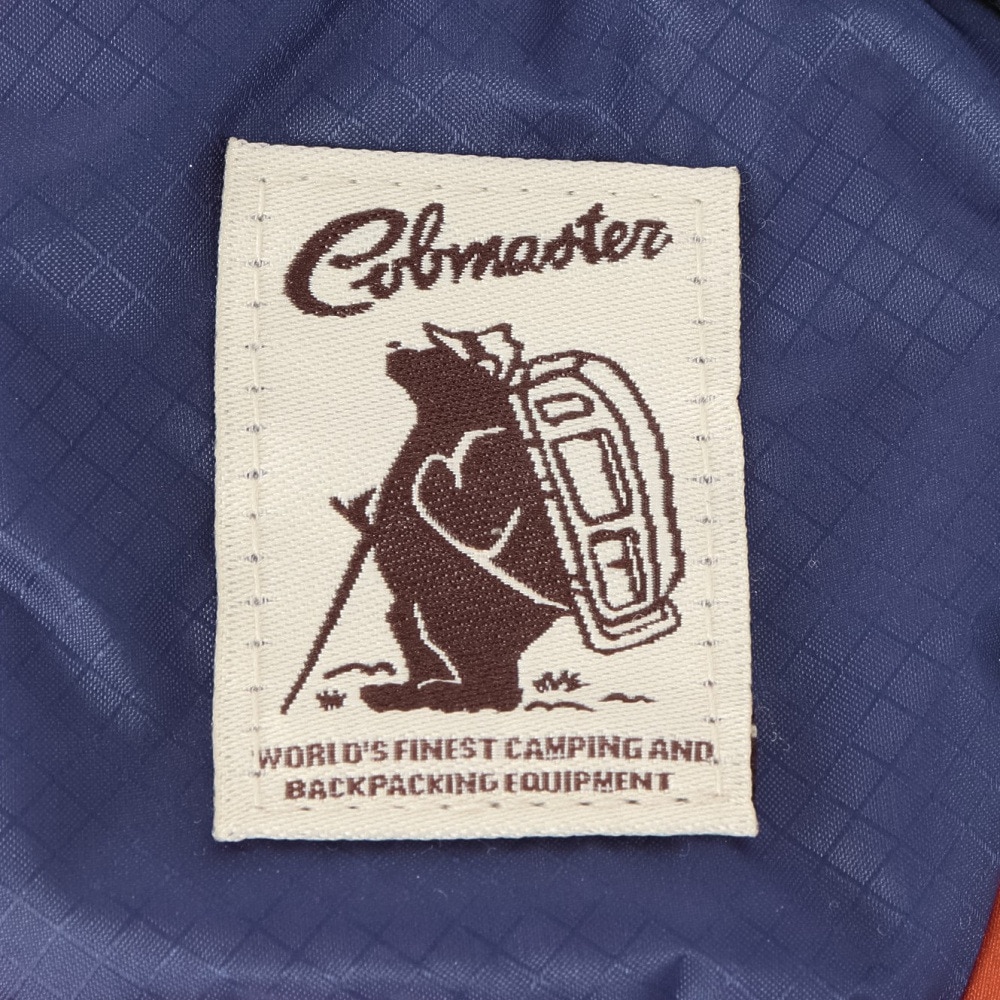 Cobmaster
WORLD'S FINEST CAMPING AND
BACKPACKING EQUIPMENT